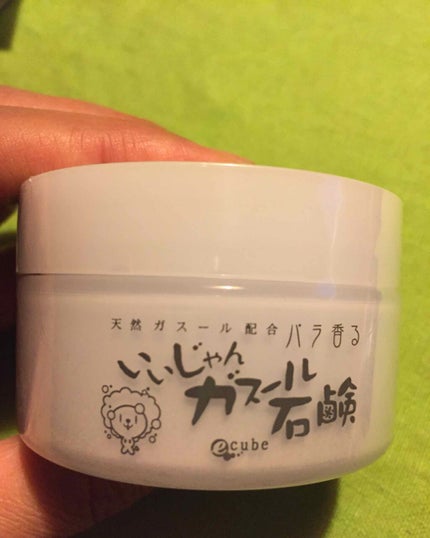 天然ガスール配合 バラ香る
いいじゃん
ガスール石鹸
ecube